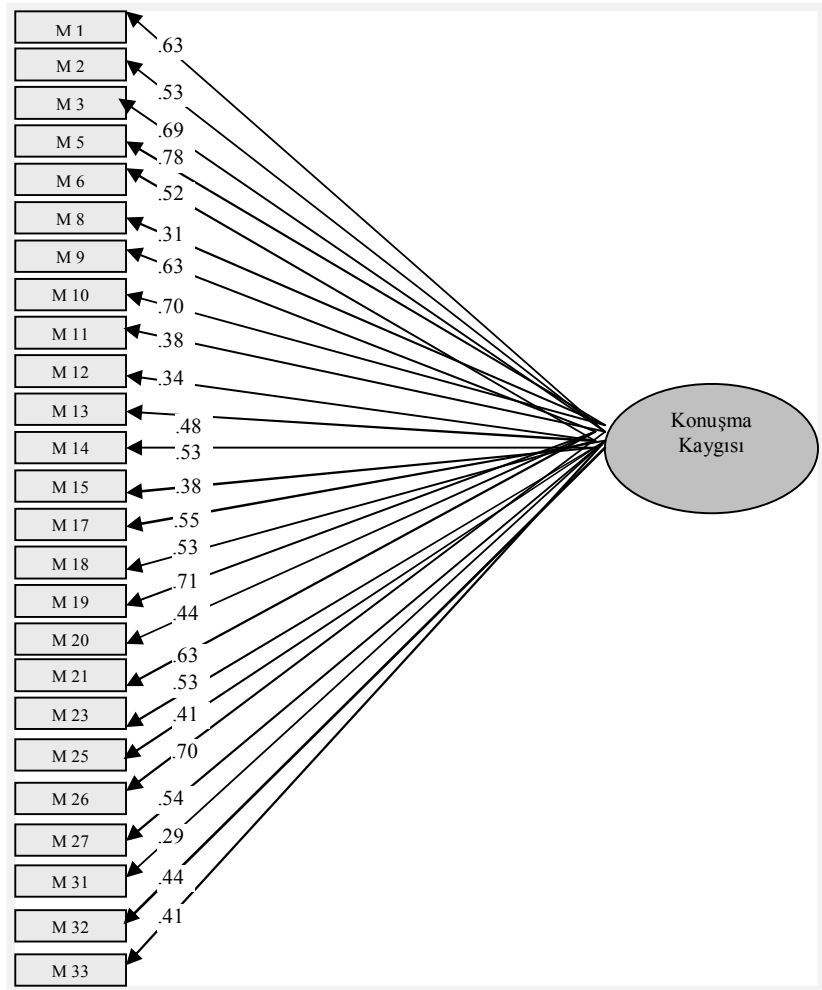 M 1
.63
M 2
.53
M 3
.69
M 5
.78
M 6
.52
M 8
.31
M 9
.63
M 10
.70
M 11
.38
M 12
.34
M 13
.48
M 14
.53
M 15
.38
M 17
.55
M 18
.53
M 19
.71
M 20
.44
M 21
.63
M 23
.53
M 25
.41
M 26
.70
M 27
.54
M 31
.29
M 32
.44
M 33
.41
Konuşma
Kaygısı